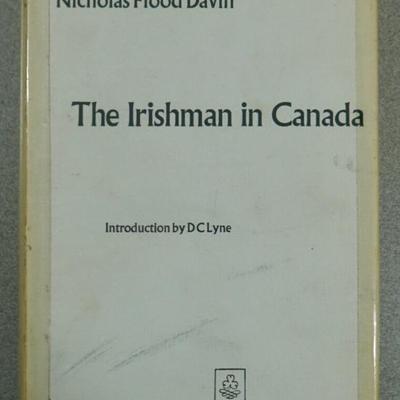 Nicholas Flood Davin
The Irishman in Canada
Introduction by D C Lyne